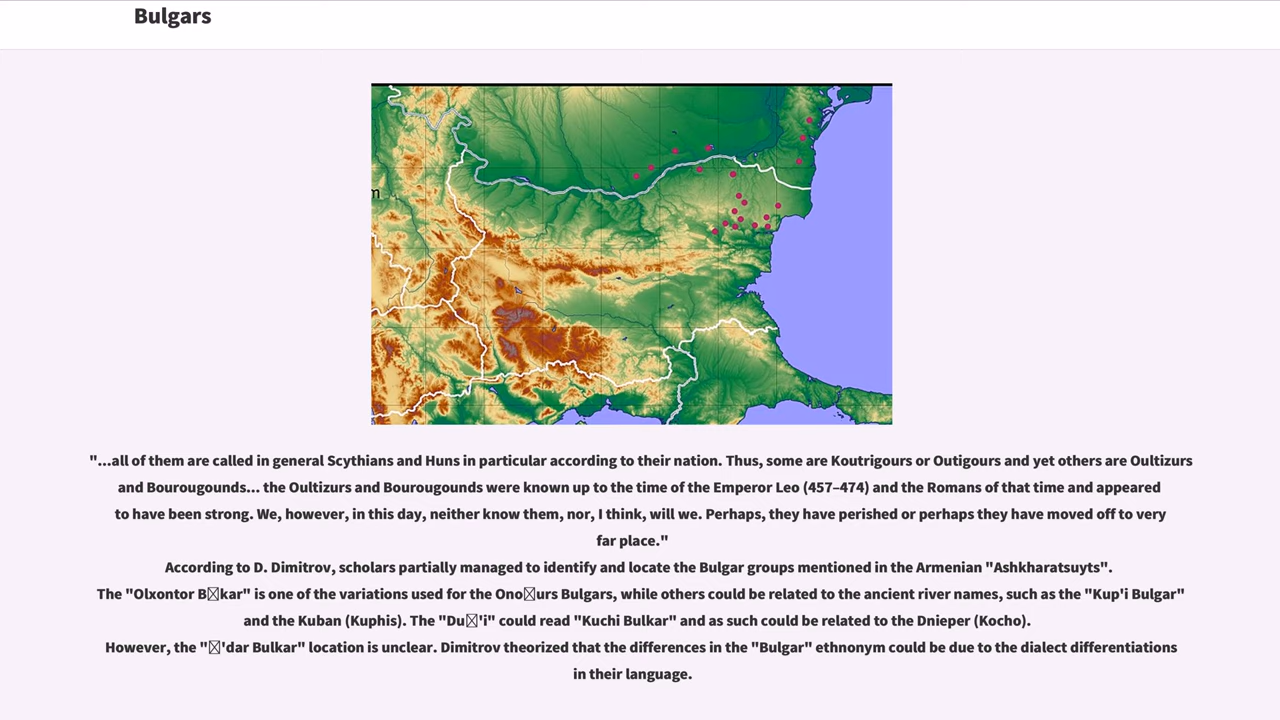 Bulgars
m
"...all of them are called in general Scythians and Huns in particular according to their nation. Thus, some are Koutrigours or Outigours and yet others are Oultizurs
and Bourougounds... the Oultizurs and Bourougounds were known up to the time of the Emperor Leo (457–474) and the Romans of that time and appeared
to have been strong. We, however, in this day, neither know them, nor, I think, will we. Perhaps, they have perished or perhaps they have moved off to very
far place."
According to D. Dimitrov, scholars partially managed to identify and locate the Bulgar groups mentioned in the Armenian "Ashkharatsuyts".
The "Olxontor B□kar" is one of the variations used for the Ono□urs Bulgars, while others could be related to the ancient river names, such as the "Kup'i Bulgar"
and the Kuban (Kuphis). The "Du□'i" could read "Kuchi Bulkar" and as such could be related to the Dnieper (Kocho).
However, the "□'dar Bulkar" location is unclear. Dimitrov theorized that the differences in the "Bulgar" ethnonym could be due to the dialect differentiations
in their language.